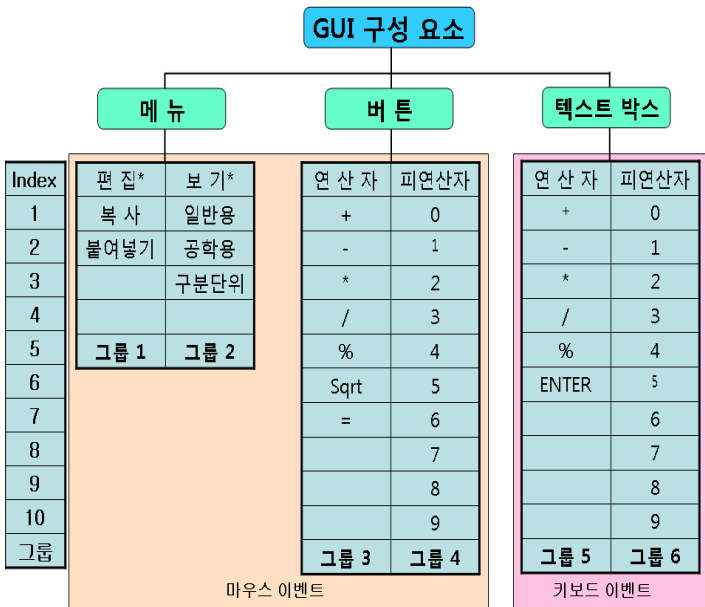 GUI 구성 요소
메 뉴 버 튼 텍스트 박스
Index 편 집* 보 기* 연 산 자 피연산자 연 산 자 피연산자
1 복 사 일반용 + 0 + 0
2 붙여넣기 공학용 - 1 - 1
3 구분단위 * 2 * 2
4 / 3 / 3
5 그룹 1 그룹 2 % 4 % 4
6 Sqrt 5 ENTER 5
7 = 6 6
8 7 7
9 8 8
10 9 9
그룹 그룹 3 그룹 4 그룹 5 그룹 6
마우스 이벤트 키보드 이벤트